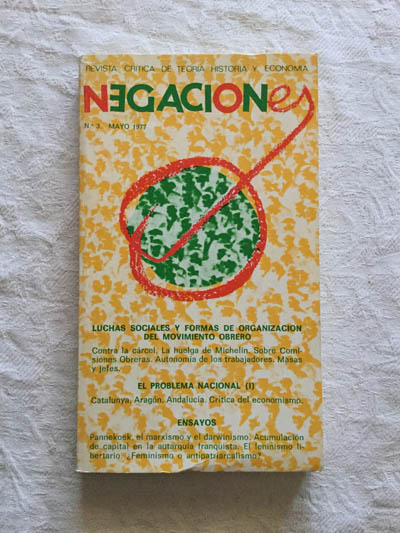 REVISTA CRITICA DE TEORIA HISTORIA Y ECONOMIA
NEGACIONes
Nº 3. MAYO 1977
LUCHAS SOCIALES Y FORMAS DE ORGANIZACION
DEL MOVIMIENTO OBRERO
Contra la cárcel. La huelga de Michelín. Sobre Comi-
siones Obreras. Autonomía de los trabajadores. Masas
y jefes.
EL PROBLEMA NACIONAL (I)
Catalunya, Aragón, Andalucía. Crítica del economismo.
ENSAYOS
Pannekoek, el marxismo y el darwinismo. Acumulación
de capital en la autarquía franquista. El leninismo li-
bertario. ¿Feminismo o antipatriarcalismo?